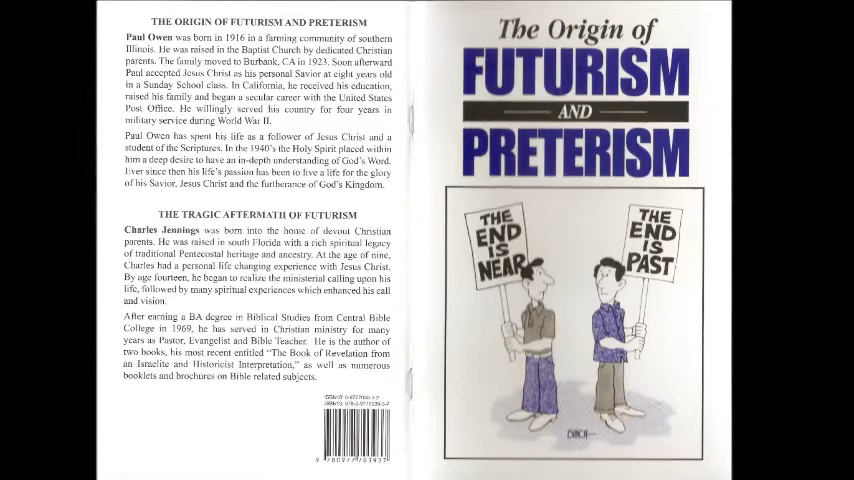 THE ORIGIN OF FUTURISM AND PRETERISM
Paul Owen was born in 1916 in a farming community of southern
Illinois. He was raised in the Baptist Church by dedicated Christian
parents. The family moved to Burbank, CA in 1923. Soon afterward
Paul accepted Jesus Christ as his personal Savior at eight years old
in a Sunday School class. In California, he received his education,
raised his family and began a secular career with the United States
Post Office. He willingly served his country for four years in
military service during World War II.
Paul Owen has spent his life as a follower of Jesus Christ and a
student of the Scriptures. In the 1940's the Holy Spirit placed within
him a deep desire to have an in-depth understanding of God's Word.
Ever since then his life's passion has been to live a life for the glory
of his Savior, Jesus Christ and the furtherance of God's Kingdom.
THE TRAGIC AFTERMATH OF FUTURISM
Charles Jennings was born into the home of devout Christian
parents. He was raised in south Florida with a rich spiritual legacy
of traditional Pentecostal heritage and ancestry. At the age of nine,
Charles had a personal life changing experience with Jesus Christ.
By age fourteen, he began to realize the ministerial calling upon his
life, followed by many spiritual experiences which enhanced his call
and vision.
After earning a BA degree in Biblical Studies from Central Bible
College in 1969, he has served in Christian ministry for many
years as Pastor, Evangelist and Bible Teacher. He is the author of
two books, his most recent entitled "The Book of Revelation from
an Israelite and Historicist Interpretation," as well as numerous
booklets and brochures on Bible related subjects.
ISBN13: 978-0-9777039-3-7
9 780977 703937
The Origin of
FUTURISM
AND
PRETERISM
THE
END
IS
NEAR
THE
END
IS
PAST